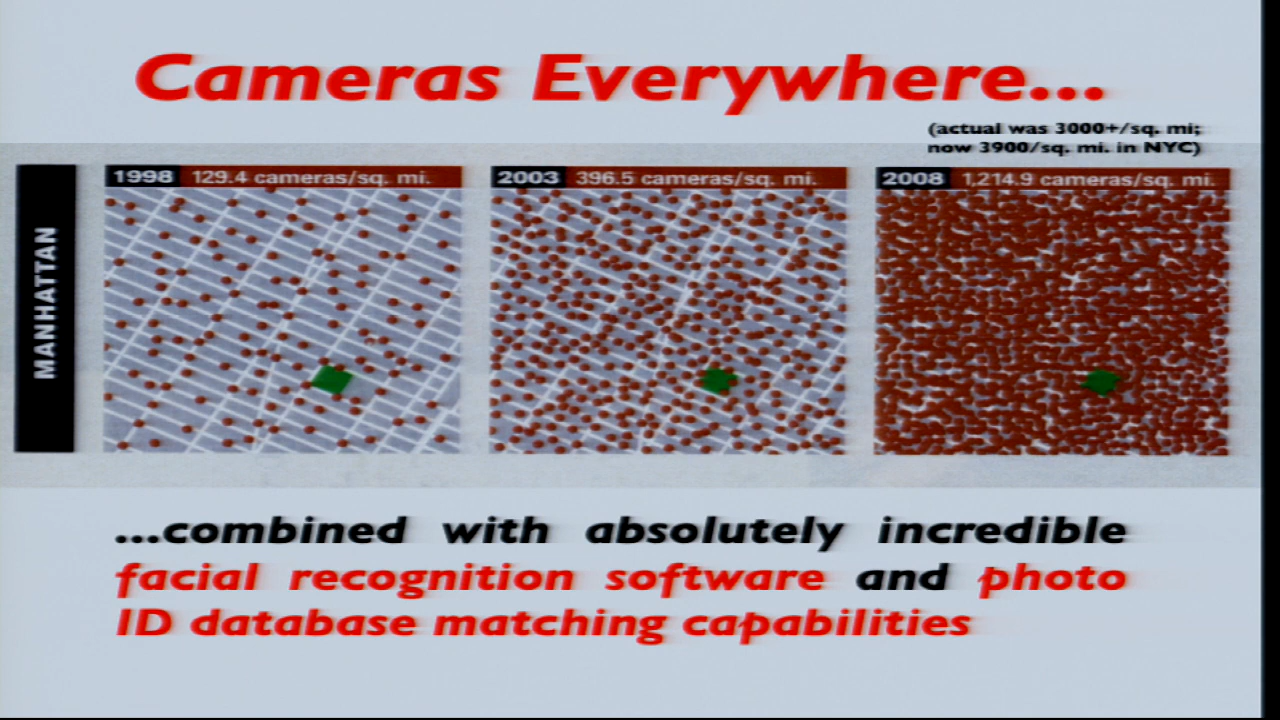 Cameras Everywhere...
(actual was 3000+/sq. mi;
now 3900/sq. mi. in NYC)
MANHATTAN
1998 129.4 cameras/sq. mi.
2003 396.5 cameras/sq. mi.
2008 1,214.9 cameras/sq. mi.
...combined with absolutely incredible
facial recognition software and photo
ID database matching capabilities